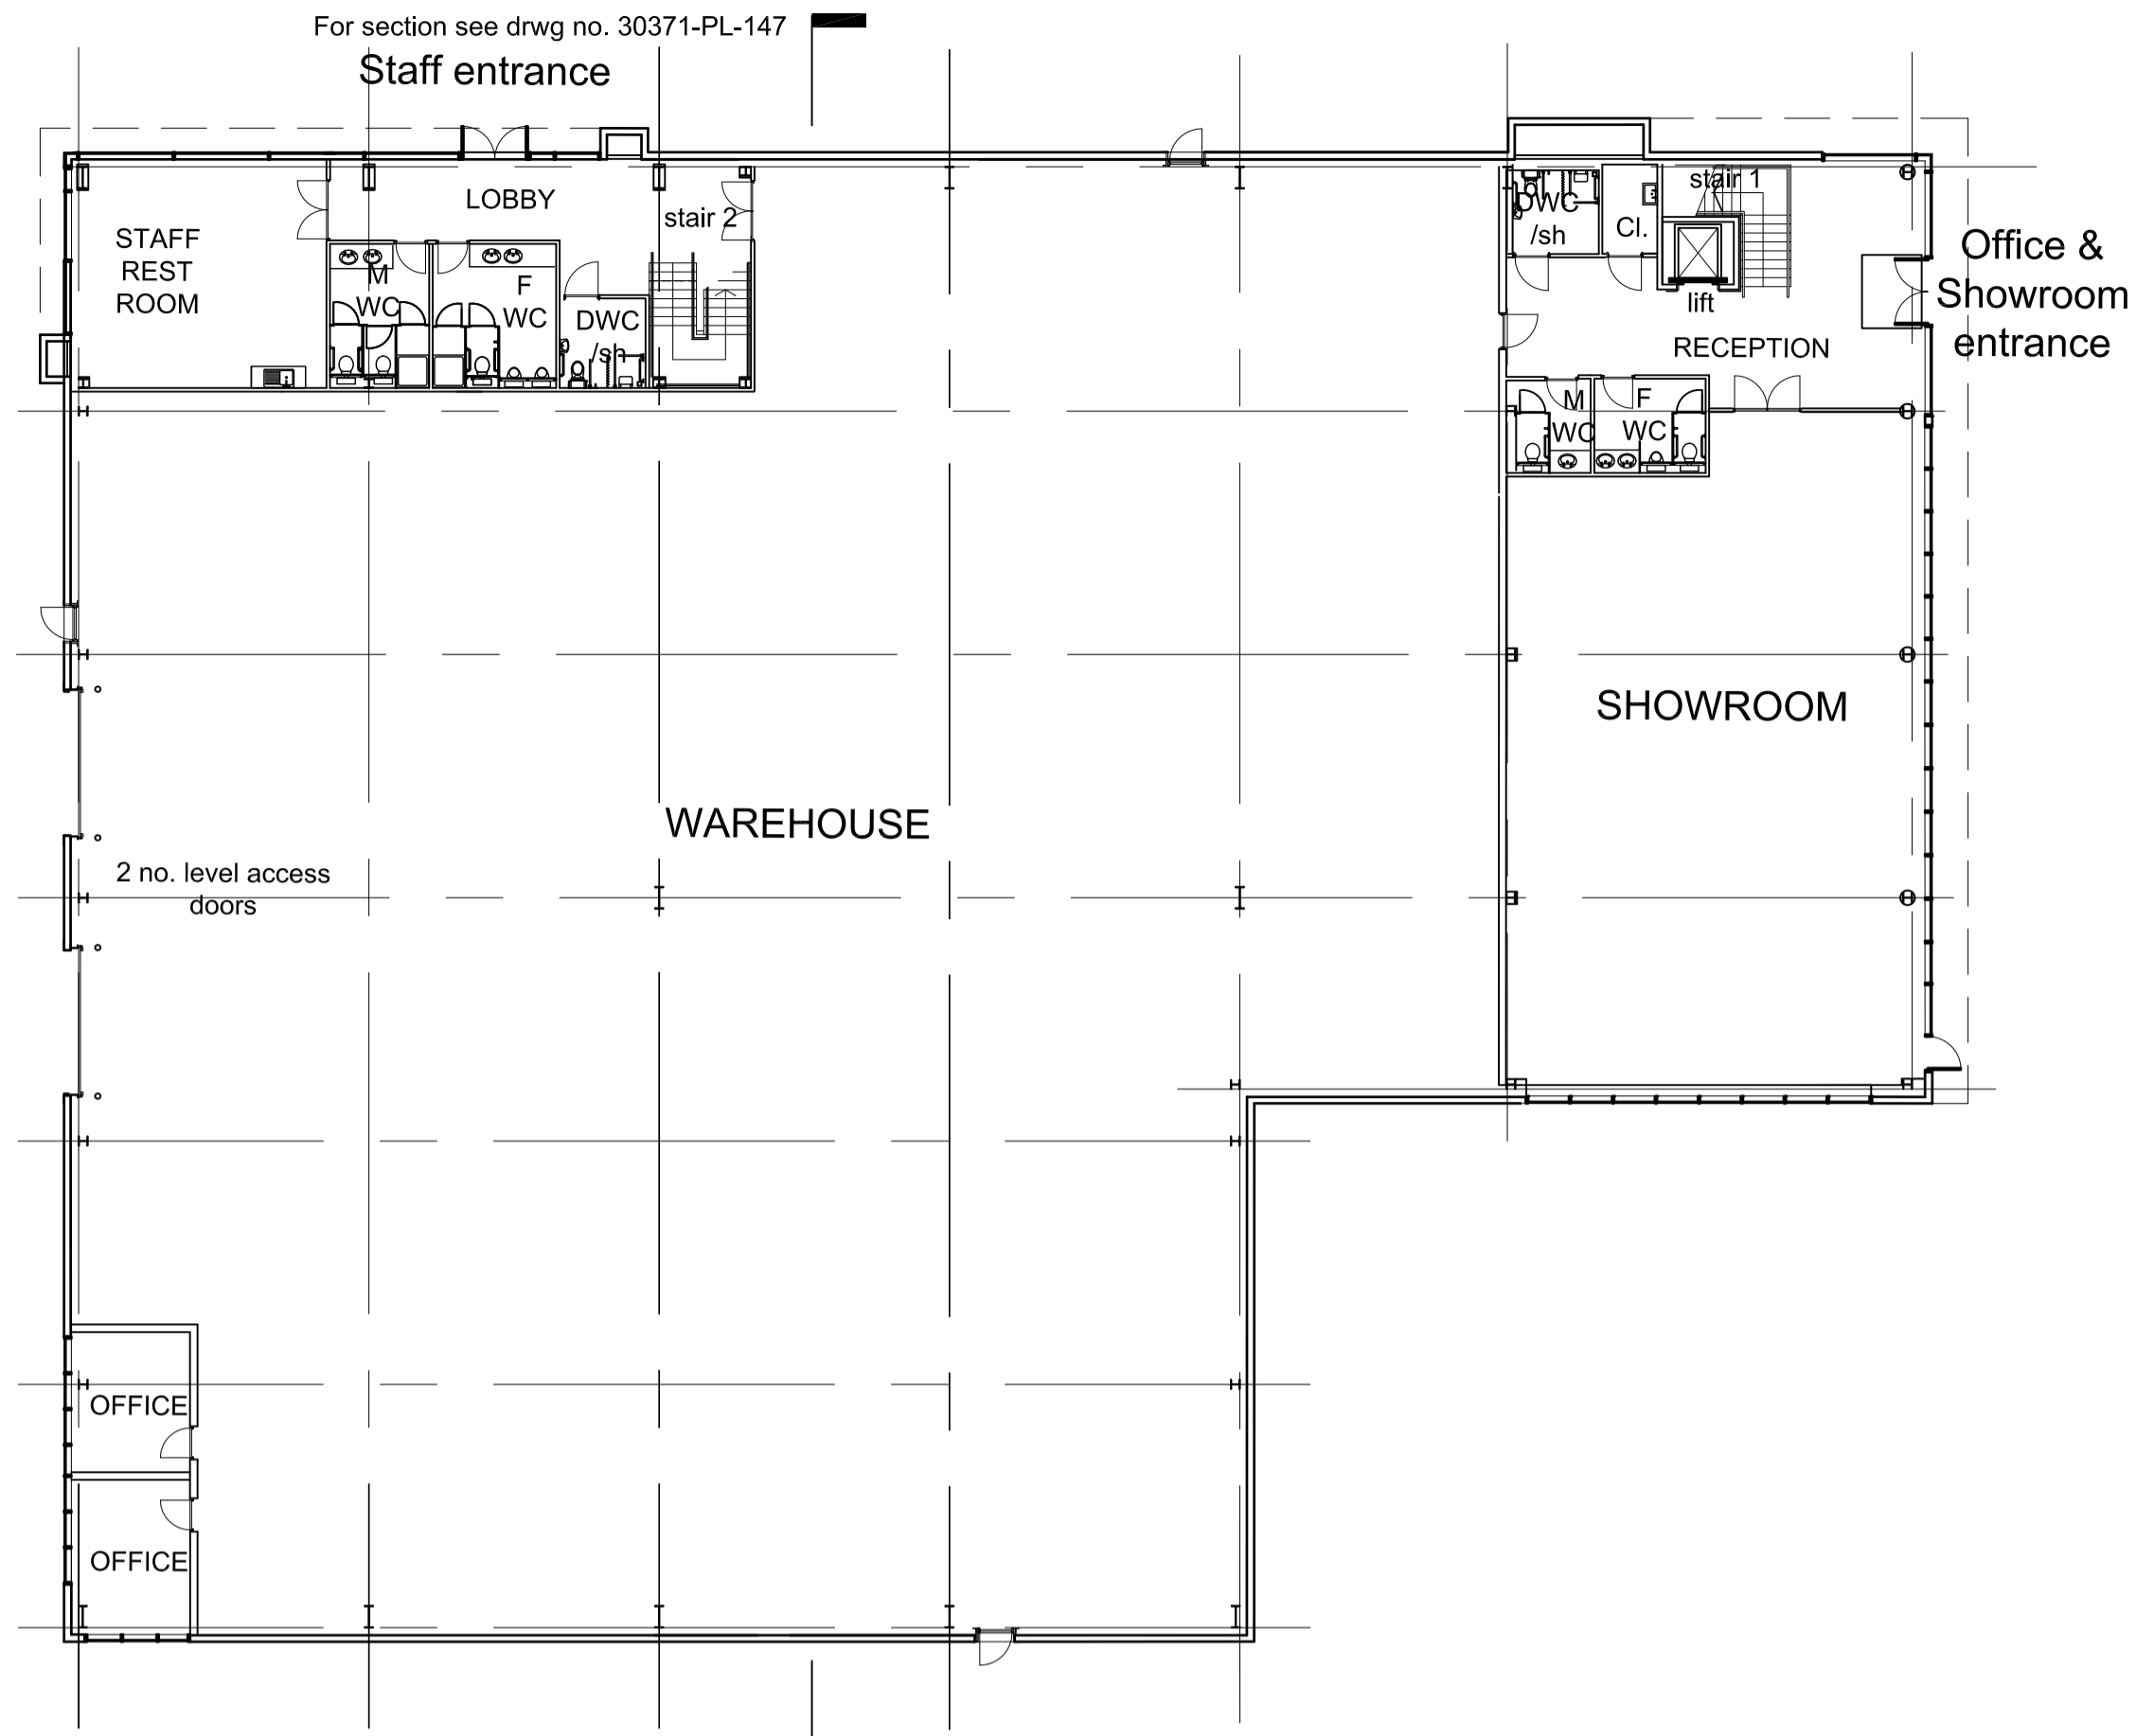 For section see drwg no. 30371-PL-147
Staff entrance
LOBBY
stair 2
STAFF
REST
ROOM
M
WC
F
WC
DWC
/sh
DWC
/sh
Cl.
stair 1
lift
RECEPTION
Office &
Showroom
entrance
M
WC
F
WC
SHOWROOM
WAREHOUSE
2 no. level access
doors
OFFICE
OFFICE